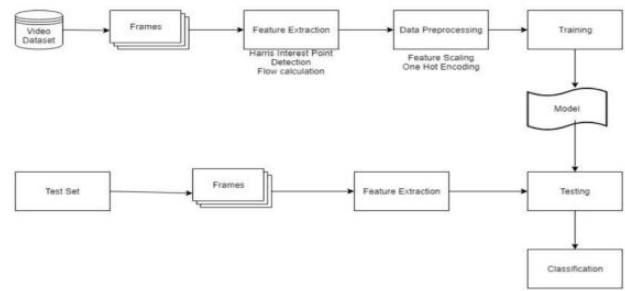 Video
Dataset
Frames
Feature Extraction
Harris Interest Point
Detection
Flow calculation
Data Preprocessing
Feature Scaling
One Hot Encoding
Training
Model
Test Set
Frames
Feature Extraction
Testing
Classification